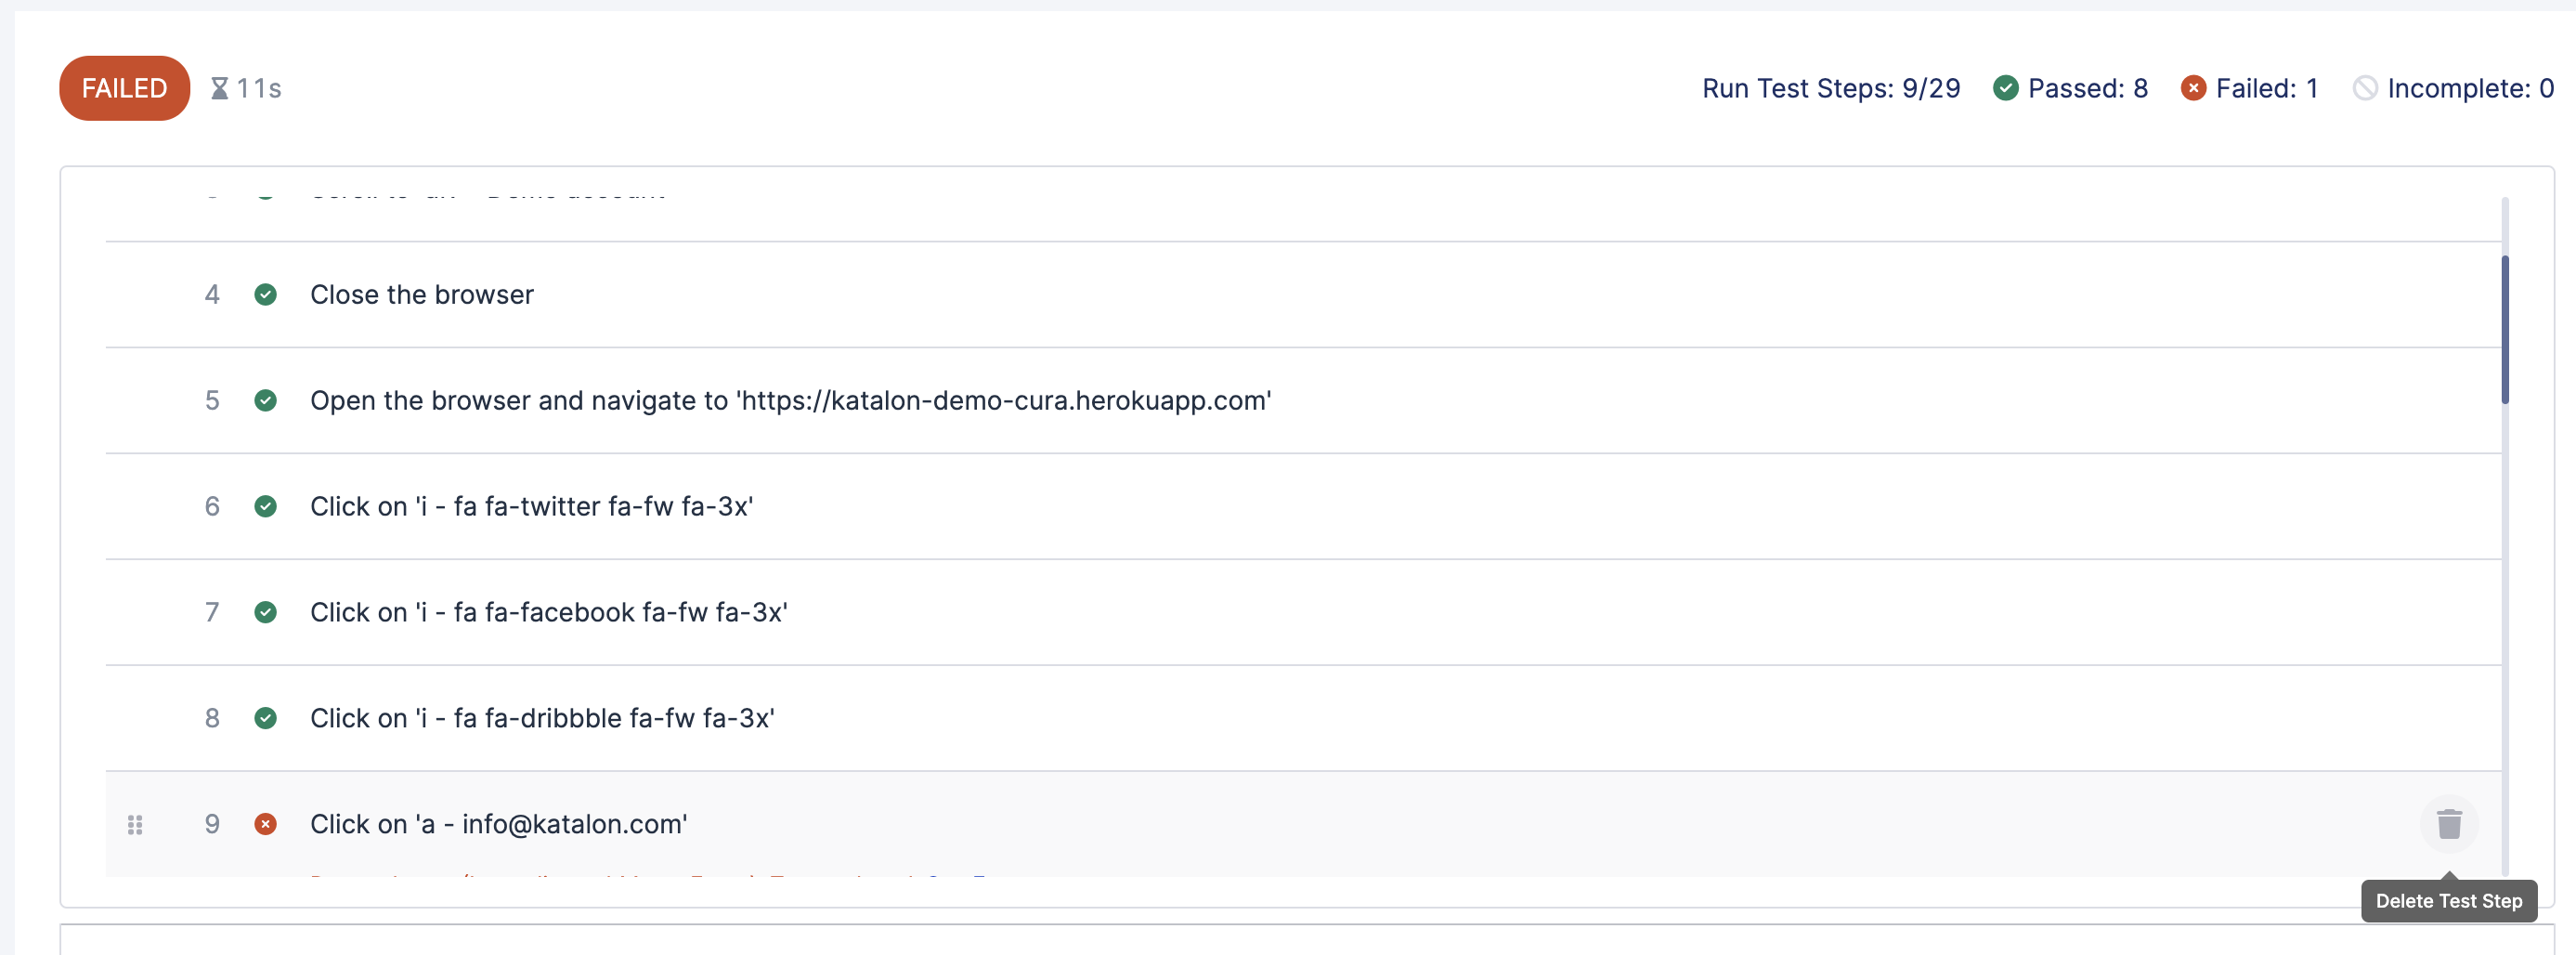 FAILED 11s Run Test Steps: 9/29 Passed: 8 Failed: 1 Incomplete: 0
4 Close the browser
5 Open the browser and navigate to 'https://katalon-demo-cura.herokuapp.com'
6 Click on 'i - fa fa-twitter fa-fw fa-3x'
7 Click on 'i - fa fa-facebook fa-fw fa-3x'
8 Click on 'i - fa fa-dribbble fa-fw fa-3x'
9 Click on 'a - info@katalon.com'
Delete Test Step